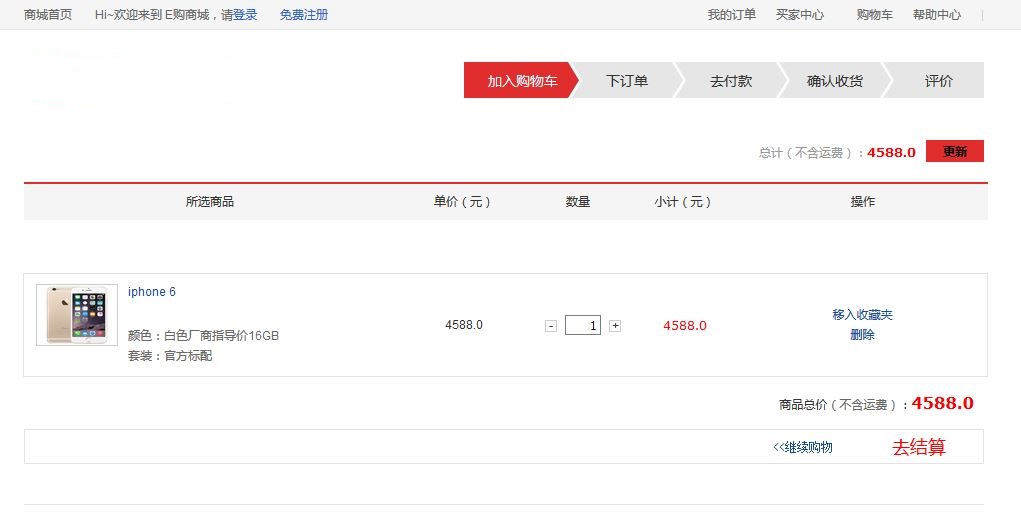 商城首页 Hi~欢迎来到 E购商城，请登录 免费注册 我的订单 买家中心 购物车 帮助中心 |
加入购物车 下订单 去付款 确认收货 评价
总计（不含运费）：4588.0 更新
所选商品 单价（元） 数量 小计（元） 操作
iphone 6
颜色：白色厂商指导价16GB
套装：官方标配
4588.0 - 1 + 4588.0
移入收藏夹
删除
商品总价（不含运费）：4588.0
<<继续购物 去结算